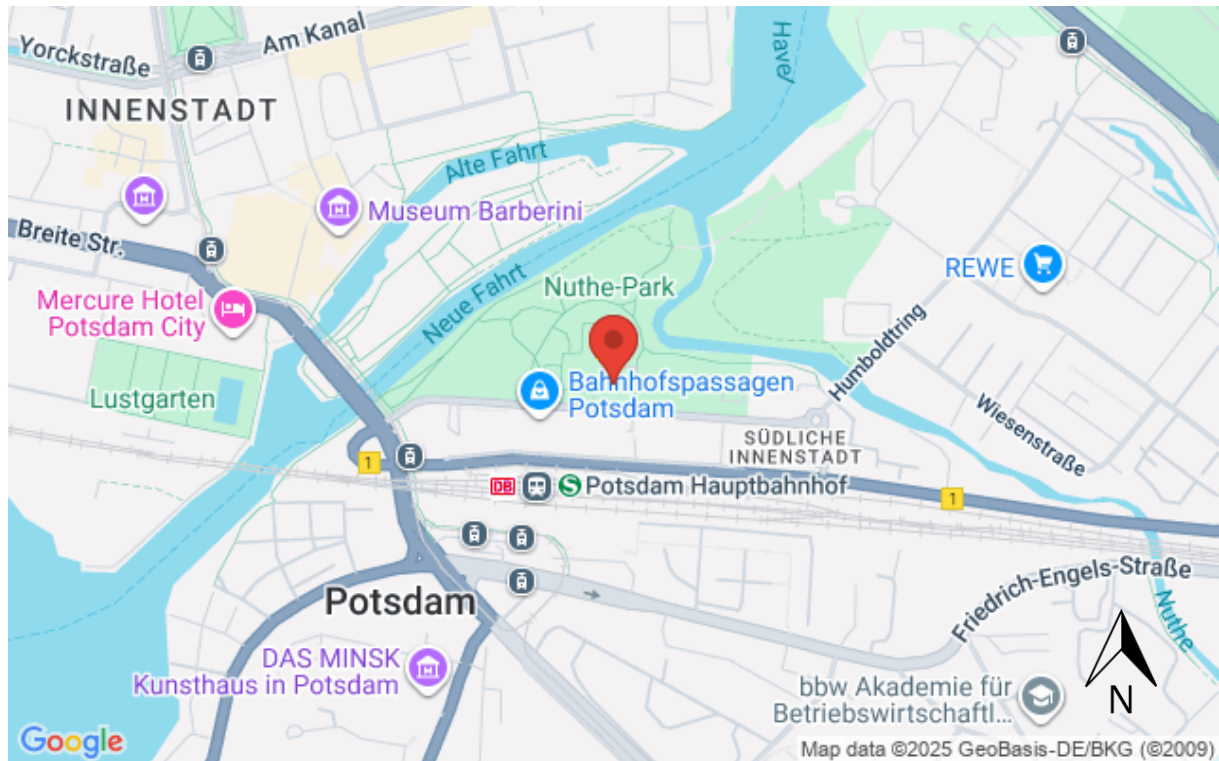 Yorckstraße
Am Kanal
Havel
INNENSTADT
Alte Fahrt
Museum Barberini
Breite Str.
REWE
Neue Fahrt
Nuthe-Park
Mercure Hotel
Potsdam City
Humboldtring
Lustgarten
Bahnhofspassagen
Potsdam
Wiesenstraße
SÜDLICHE
INNENSTADT
1
DB
S
Potsdam Hauptbahnhof
1
Friedrich-Engels-Straße
Potsdam
Nuthe
DAS MINSK
Kunsthaus in Potsdam
bbw Akademie für
Betriebswirtschaftl...
N
Google
Map data ©2025 GeoBasis-DE/BKG (©2009)